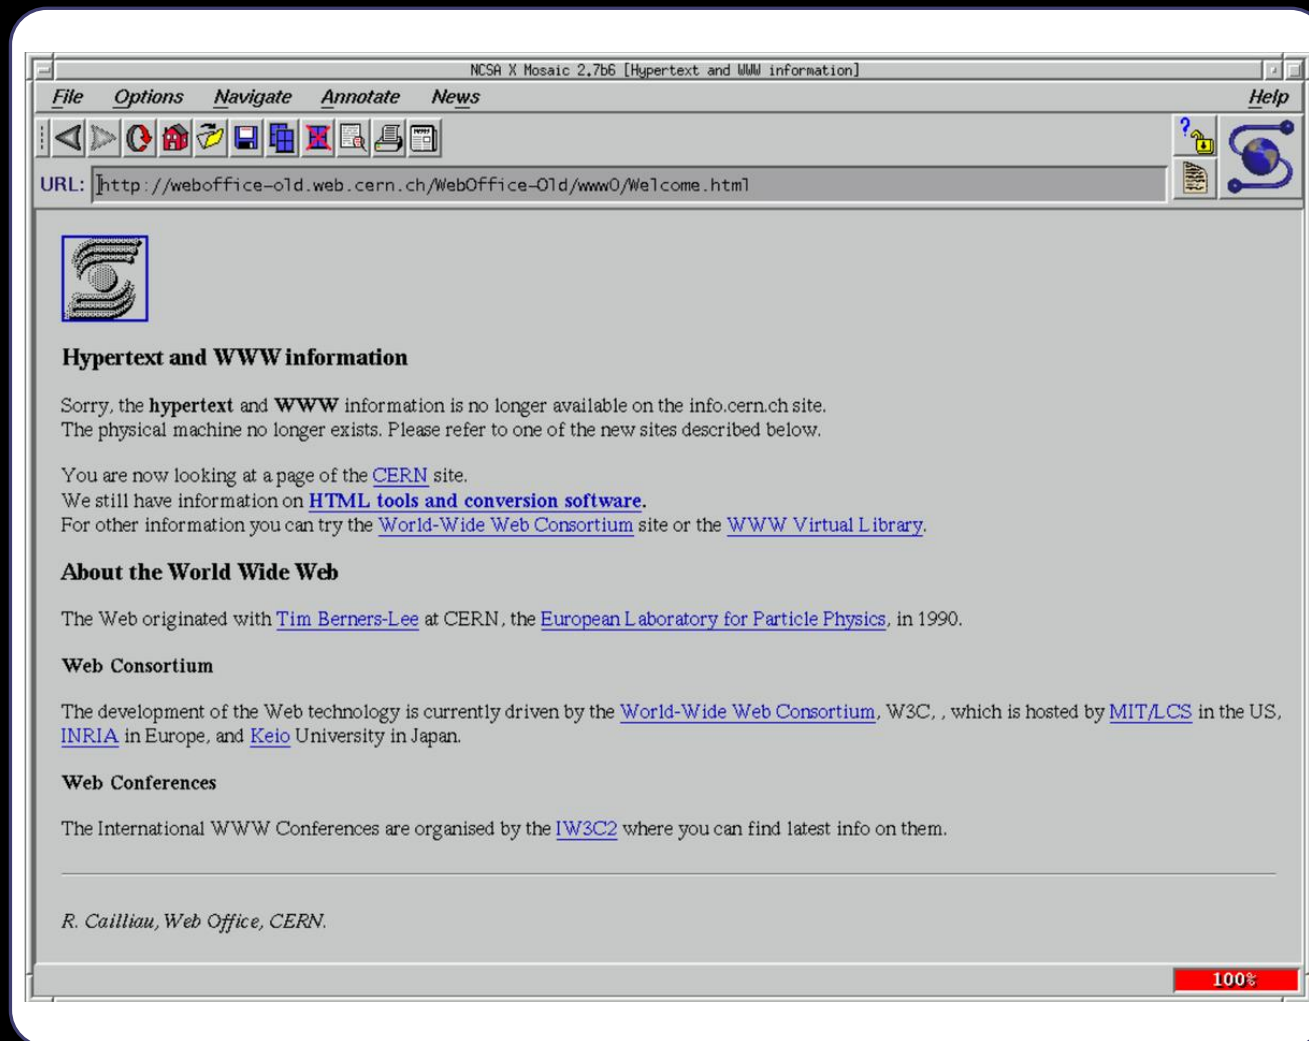 NCSA X Mosaic 2.7b6 [Hypertext and WWW information]
File Options Navigate Annotate News Help
URL: http://weboffice-old.web.cern.ch/WebOffice-Old/www0/Welcome.html
Hypertext and WWW information
Sorry, the hypertext and WWW information is no longer available on the info.cern.ch site.
The physical machine no longer exists. Please refer to one of the new sites described below.
You are now looking at a page of the CERN site.
We still have information on HTML tools and conversion software.
For other information you can try the World-Wide Web Consortium site or the WWW Virtual Library.
About the World Wide Web
The Web originated with Tim Berners-Lee at CERN, the European Laboratory for Particle Physics, in 1990.
Web Consortium
The development of the Web technology is currently driven by the World-Wide Web Consortium, W3C, , which is hosted by MIT/LCS in the US,
INRIA in Europe, and Keio University in Japan.
Web Conferences
The International WWW Conferences are organised by the IW3C2 where you can find latest info on them.
R. Cailliau, Web Office, CERN.
100%